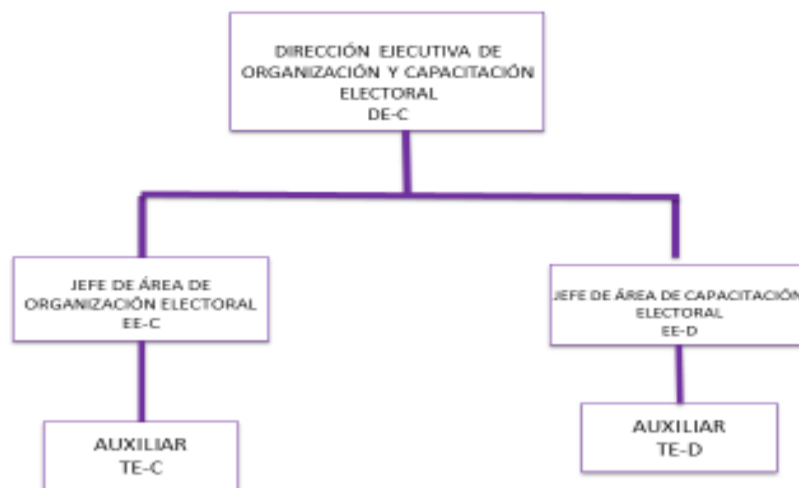 DIRECCIÓN EJECUTIVA DE
ORGANIZACIÓN Y CAPACITACIÓN
ELECTORAL
DE-C
JEFE DE ÁREA DE
ORGANIZACIÓN ELECTORAL
EE-C
JEFE DE ÁREA DE CAPACITACIÓN
ELECTORAL
EE-D
AUXILIAR
TE-C
AUXILIAR
TE-D